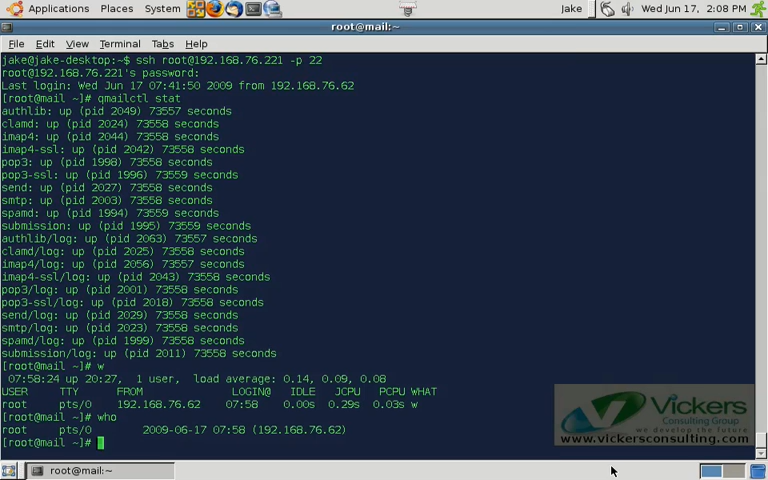 Applications Places System
Jake
Wed Jun 17, 2:08 PM
root@mail:~
File Edit View Terminal Tabs Help
jake@jake-desktop:~$ ssh root@192.168.76.221 -p 22
root@192.168.76.221's password:
Last login: Wed Jun 17 07:41:50 2009 from 192.168.76.62
[root@mail ~]# qmailctl stat
authlib: up (pid 2049) 73557 seconds
clamd: up (pid 2024) 73558 seconds
imap4: up (pid 2044) 73558 seconds
imap4-ssl: up (pid 2042) 73558 seconds
pop3: up (pid 1998) 73558 seconds
pop3-ssl: up (pid 1996) 73559 seconds
send: up (pid 2027) 73558 seconds
smtp: up (pid 2003) 73558 seconds
spamd: up (pid 1994) 73559 seconds
submission: up (pid 1995) 73559 seconds
authlib/log: up (pid 2063) 73557 seconds
clamd/log: up (pid 2025) 73558 seconds
imap4/log: up (pid 2056) 73557 seconds
imap4-ssl/log: up (pid 2043) 73558 seconds
pop3/log: up (pid 2001) 73558 seconds
pop3-ssl/log: up (pid 2018) 73558 seconds
send/log: up (pid 2029) 73558 seconds
smtp/log: up (pid 2023) 73558 seconds
spamd/log: up (pid 1999) 73558 seconds
submission/log: up (pid 2011) 73558 seconds
[root@mail ~]# w
07:58:24 up 20:27, 1 user, load average: 0.14, 0.09, 0.08
USER TTY FROM LOGIN@ IDLE JCPU PCPU WHAT
root pts/0 192.168.76.62 07:58 0.00s 0.29s 0.03s w
[root@mail ~]# who
root pts/0 2009-06-17 07:58 (192.168.76.62)
[root@mail ~]#
Vickers
Consulting Group
we develop the future
www.vickersconsulting.com
root@mail:~